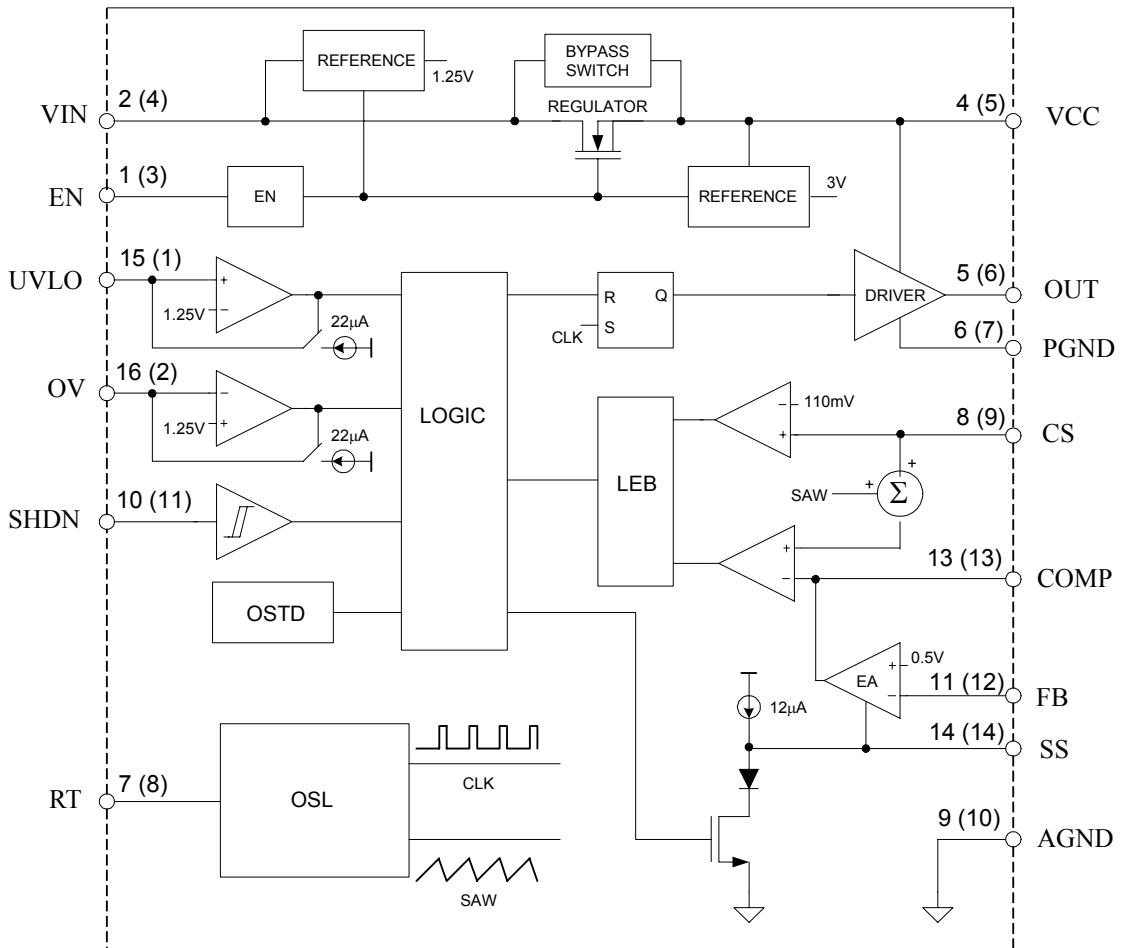 BYPASS
SWITCH
REFERENCE
1.25V
REGULATOR
VIN
2 (4)
4 (5)
VCC
EN
1 (3)
EN
REFERENCE
3V
UVLO
15 (1)
+
1.25V
−
22µA
R
Q
S
CLK
DRIVER
5 (6)
OUT
6 (7)
PGND
OV
16 (2)
−
1.25V
+
22µA
LOGIC
LEB
−
110mV
+
8 (9)
CS
+
+
SAW
Σ
SHDN
10 (11)
+
−
13 (13)
COMP
OSTD
+
0.5V
EA
−
11 (12)
FB
12µA
14 (14)
SS
RT
7 (8)
OSL
CLK
SAW
9 (10)
AGND